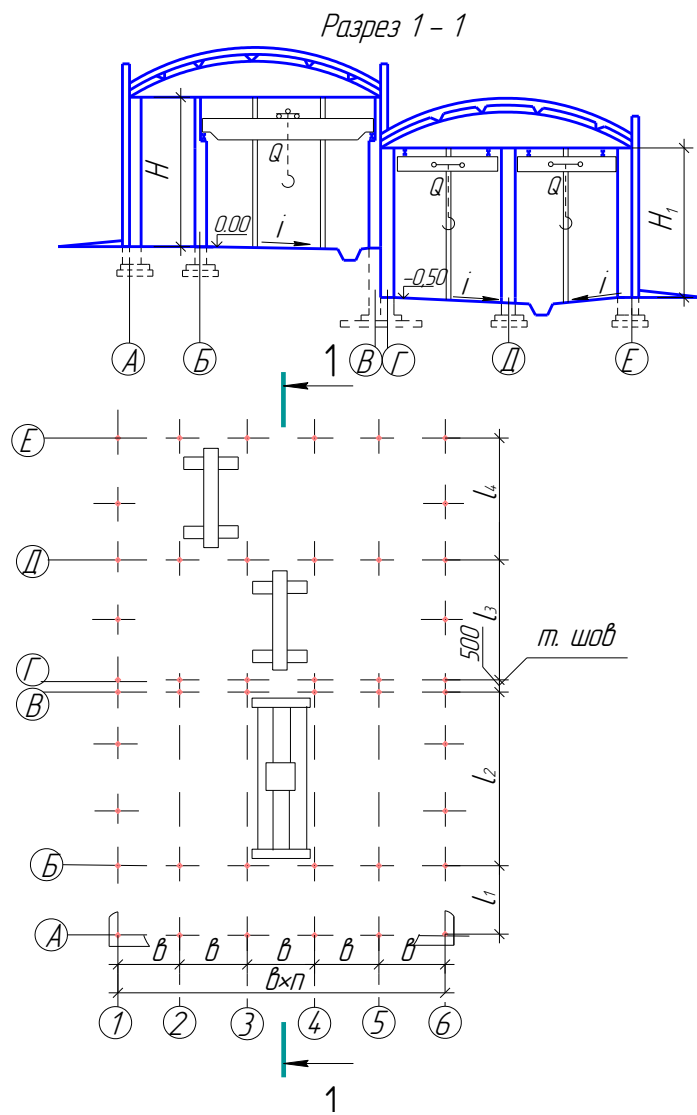 Разрез 1 – 1
H
Q
0.00
i
Q
Q
H₁
–0,50
i
i
А
Б
В
Г
Д
Е
1
Е
l₄
Д
l₃
500
т. шов
Г
В
l₂
Б
l₁
А
в
в
в
в
в
в×п
1
2
3
4
5
6
1